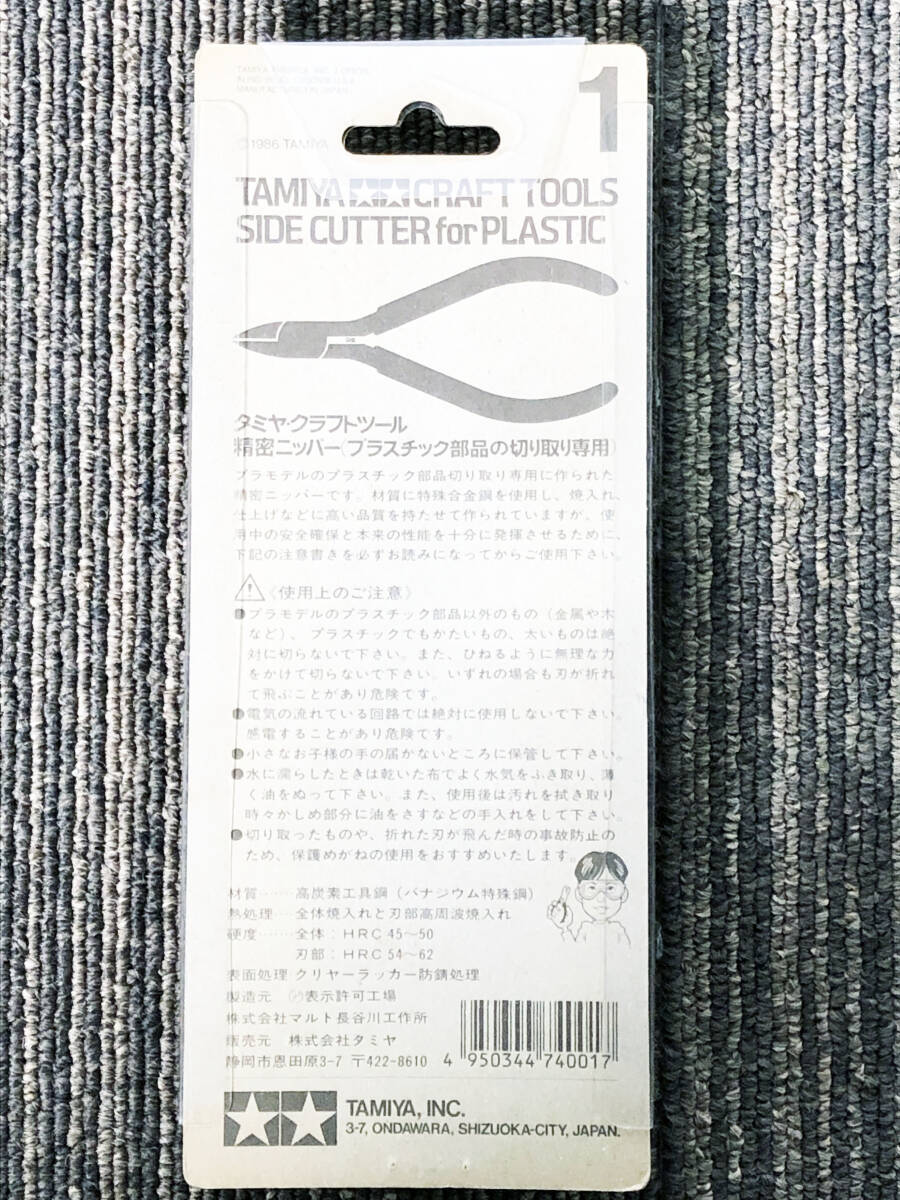 1
©1986 TAMIYA
TAMIYA CRAFT TOOLS
SIDE CUTTER for PLASTIC
タミヤ・クラフトツール
精密ニッパー(プラスチック部品の切り取り専用)
プラモデルのプラスチック部品切り取り専用に作られた
精密ニッパーです。材質に特殊合金鋼を使用し、焼入れ、
仕上げなどに高い品質を持たせて作られていますが、使
用中の安全確保と本来の性能を十分に発揮させるために、
下記の注意書きを必ずお読みになってからご使用下さい。
《使用上のご注意》
●プラモデルのプラスチック部品以外のもの(金属や木
など)、プラスチックでもかたいもの、太いものは絶
対に切らないで下さい。また、ひねるように無理な力
をかけて切らないで下さい。いずれの場合も刃が折れ
て飛ぶことがあり危険です。
●電気の流れている回路では絶対に使用しないで下さい。
感電することがあり危険です。
●小さなお子様の手の届かないところに保管して下さい。
●水に濡らしたときは乾いた布でよく水気をふき取り、薄
く油をぬって下さい。また、使用後は汚れを拭き取り
時々かしめ部分に油をさすなどの手入れをして下さい。
●切り取ったものや、折れた刃が飛んだ時の事故防止の
ため、保護めがねの使用をおすすめいたします。
材質……高炭素工具鋼(バナジウム特殊鋼)
熱処理…全体焼入れと刃部高周波焼入れ
硬度……全体:HRC 45〜50
刃部:HRC 54〜62
表面処理 クリヤーラッカー防錆処理
製造元 表示許可工場
株式会社マルト長谷川工作所
販売元 株式会社タミヤ
静岡市恩田原3-7 〒422-8610
4 950344 740017
TAMIYA, INC.
3-7, ONDAWARA, SHIZUOKA-CITY, JAPAN.